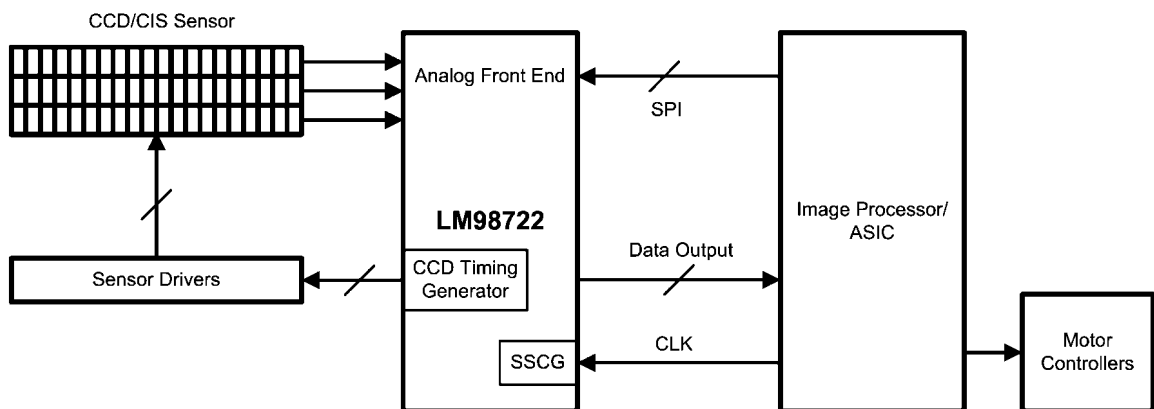 CCD/CIS Sensor
Analog Front End
SPI
LM98722
Image Processor/
ASIC
Data Output
CCD Timing
Generator
Sensor Drivers
CLK
SSCG
Motor
Controllers